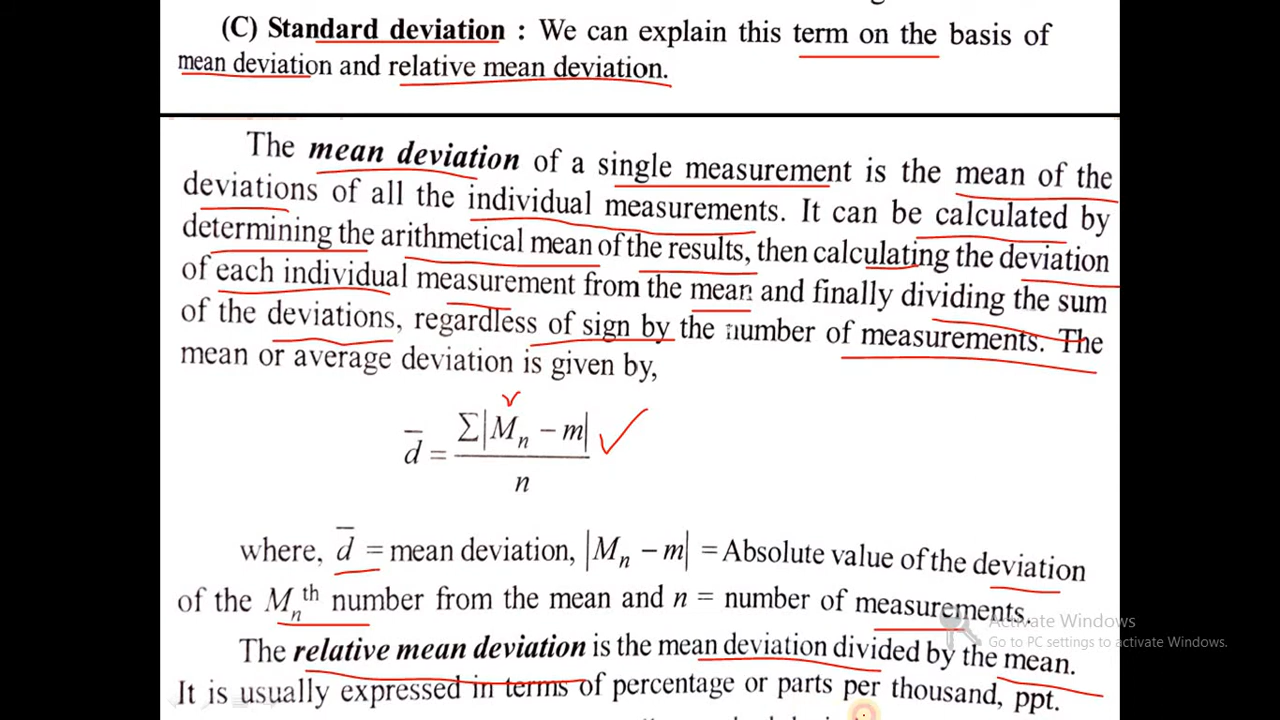 (C) Standard deviation : We can explain this term on the basis of
mean deviation and relative mean deviation.
The mean deviation of a single measurement is the mean of the
deviations of all the individual measurements. It can be calculated by
determining the arithmetical mean of the results, then calculating the deviation
of each individual measurement from the mean and finally dividing the sum
of the deviations, regardless of sign by the number of measurements. The
mean or average deviation is given by,
d̅ = Σ|Mₙ − m| / n
where, d̅ = mean deviation, |Mₙ − m| = Absolute value of the deviation
of the Mₙᵗʰ number from the mean and n = number of measurements.
Activate Windows
Go to PC settings to activate Windows.
The relative mean deviation is the mean deviation divided by the mean.
It is usually expressed in terms of percentage or parts per thousand, ppt.